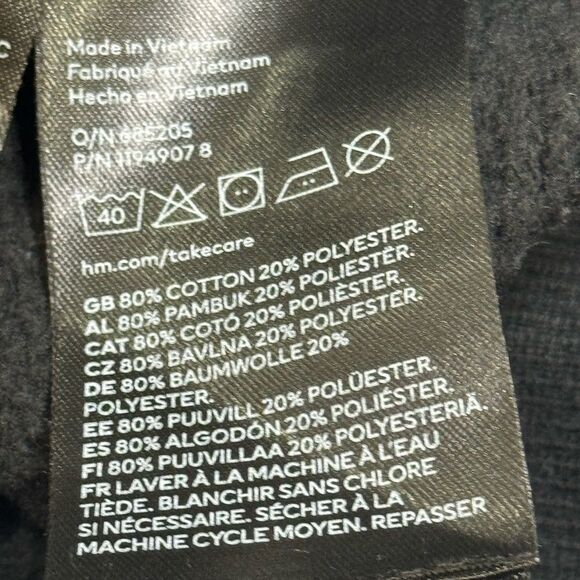 C
Made in Vietnam
Fabriqué au Vietnam
Hecho en Vietnam
O/N 685205
P/N 1194907 8
40
hm.com/takecare
GB 80% COTTON 20% POLYESTER.
AL 80% PAMBUK 20% POLIESTËR.
CAT 80% COTÓ 20% POLIÈSTER.
CZ 80% BAVLNA 20% POLYESTER.
DE 80% BAUMWOLLE 20%
POLYESTER.
EE 80% PUUVILL 20% POLÜESTER.
ES 80% ALGODÓN 20% POLIÉSTER.
FI 80% PUUVILLAA 20% POLYESTERIÄ.
FR LAVER À LA MACHINE À L'EAU
TIÈDE. BLANCHIR SANS CHLORE
SI NÉCESSAIRE. SÉCHER À LA
MACHINE CYCLE MOYEN. REPASSER